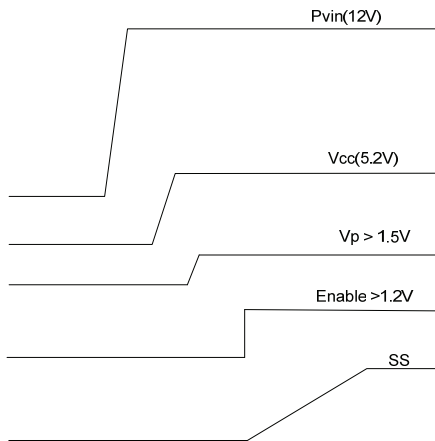 Pvin(12V)
Vcc(5.2V)
Vp > 1.5V
Enable >1.2V
SS